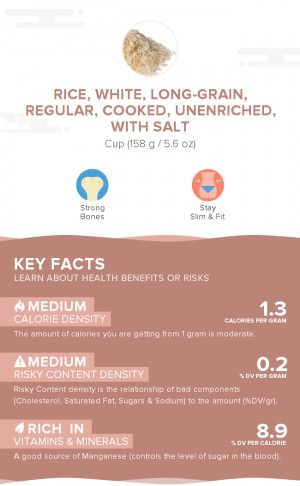 RICE, WHITE, LONG-GRAIN,
REGULAR, COOKED, UNENRICHED,
WITH SALT
Cup (158 g / 5.6 oz)
Strong
Bones
Stay
Slim & Fit
KEY FACTS
LEARN ABOUT HEALTH BENEFITS OR RISKS
MEDIUM
CALORIE DENSITY
1.3
CALORIES PER GRAM
The amount of calories you are getting from 1 gram is moderate.
MEDIUM
RISKY CONTENT DENSITY
0.2
% DV PER GRAM
Risky Content density is the relationship of bad components
(Cholesterol, Saturated Fat, Sugars & Sodium) to the amount (%DV/gr).
RICH IN
VITAMINS & MINERALS
8.9
% DV PER CALORIE
A good source of Manganese (controls the level of sugar in the blood).